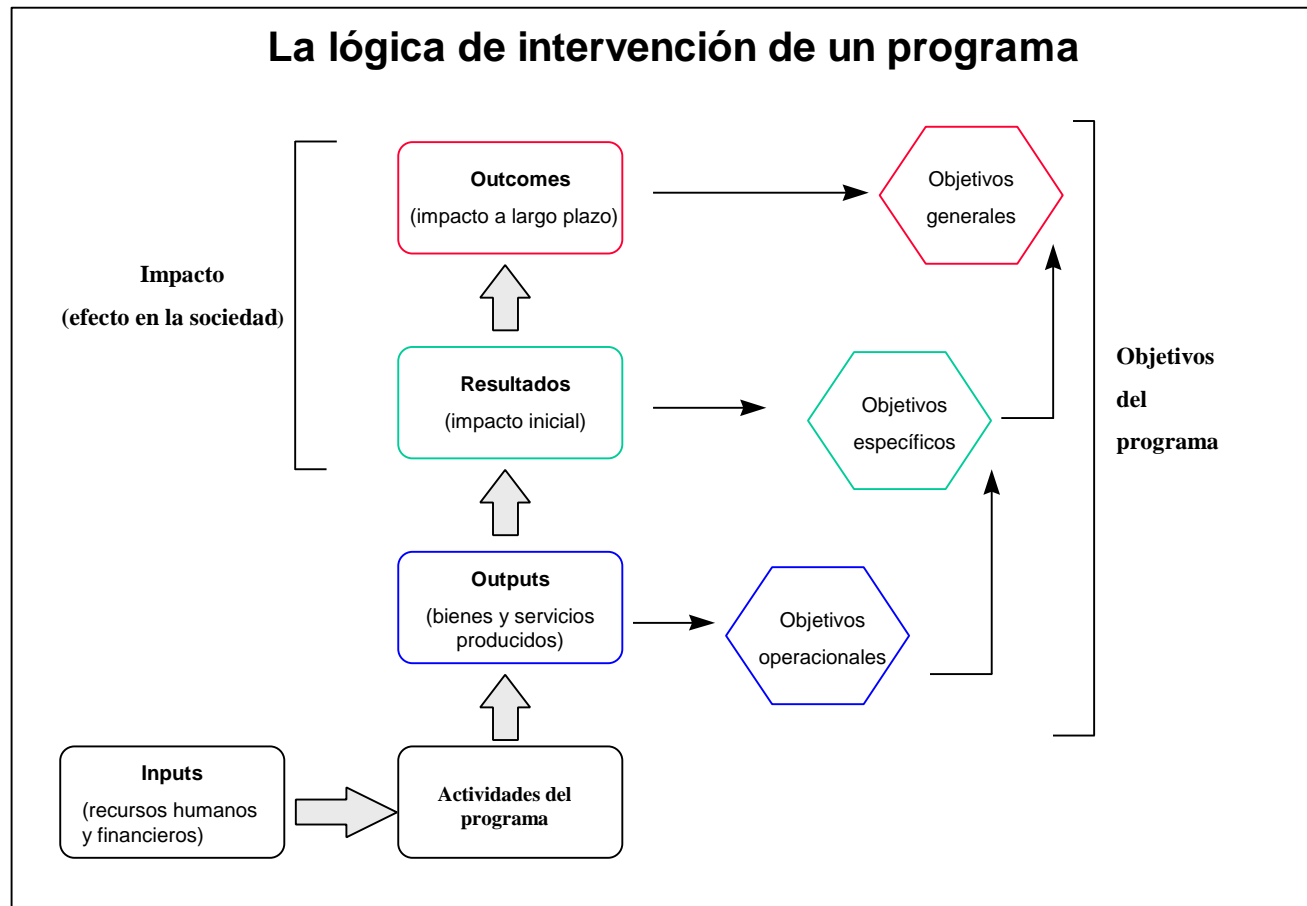 La lógica de intervención de un programa
Outcomes
(impacto a largo plazo)
Objetivos
generales
Impacto
(efecto en la sociedad)
Resultados
(impacto inicial)
Objetivos
específicos
Objetivos
del
programa
Outputs
(bienes y servicios
producidos)
Objetivos
operacionales
Inputs
(recursos humanos
y financieros)
Actividades del
programa